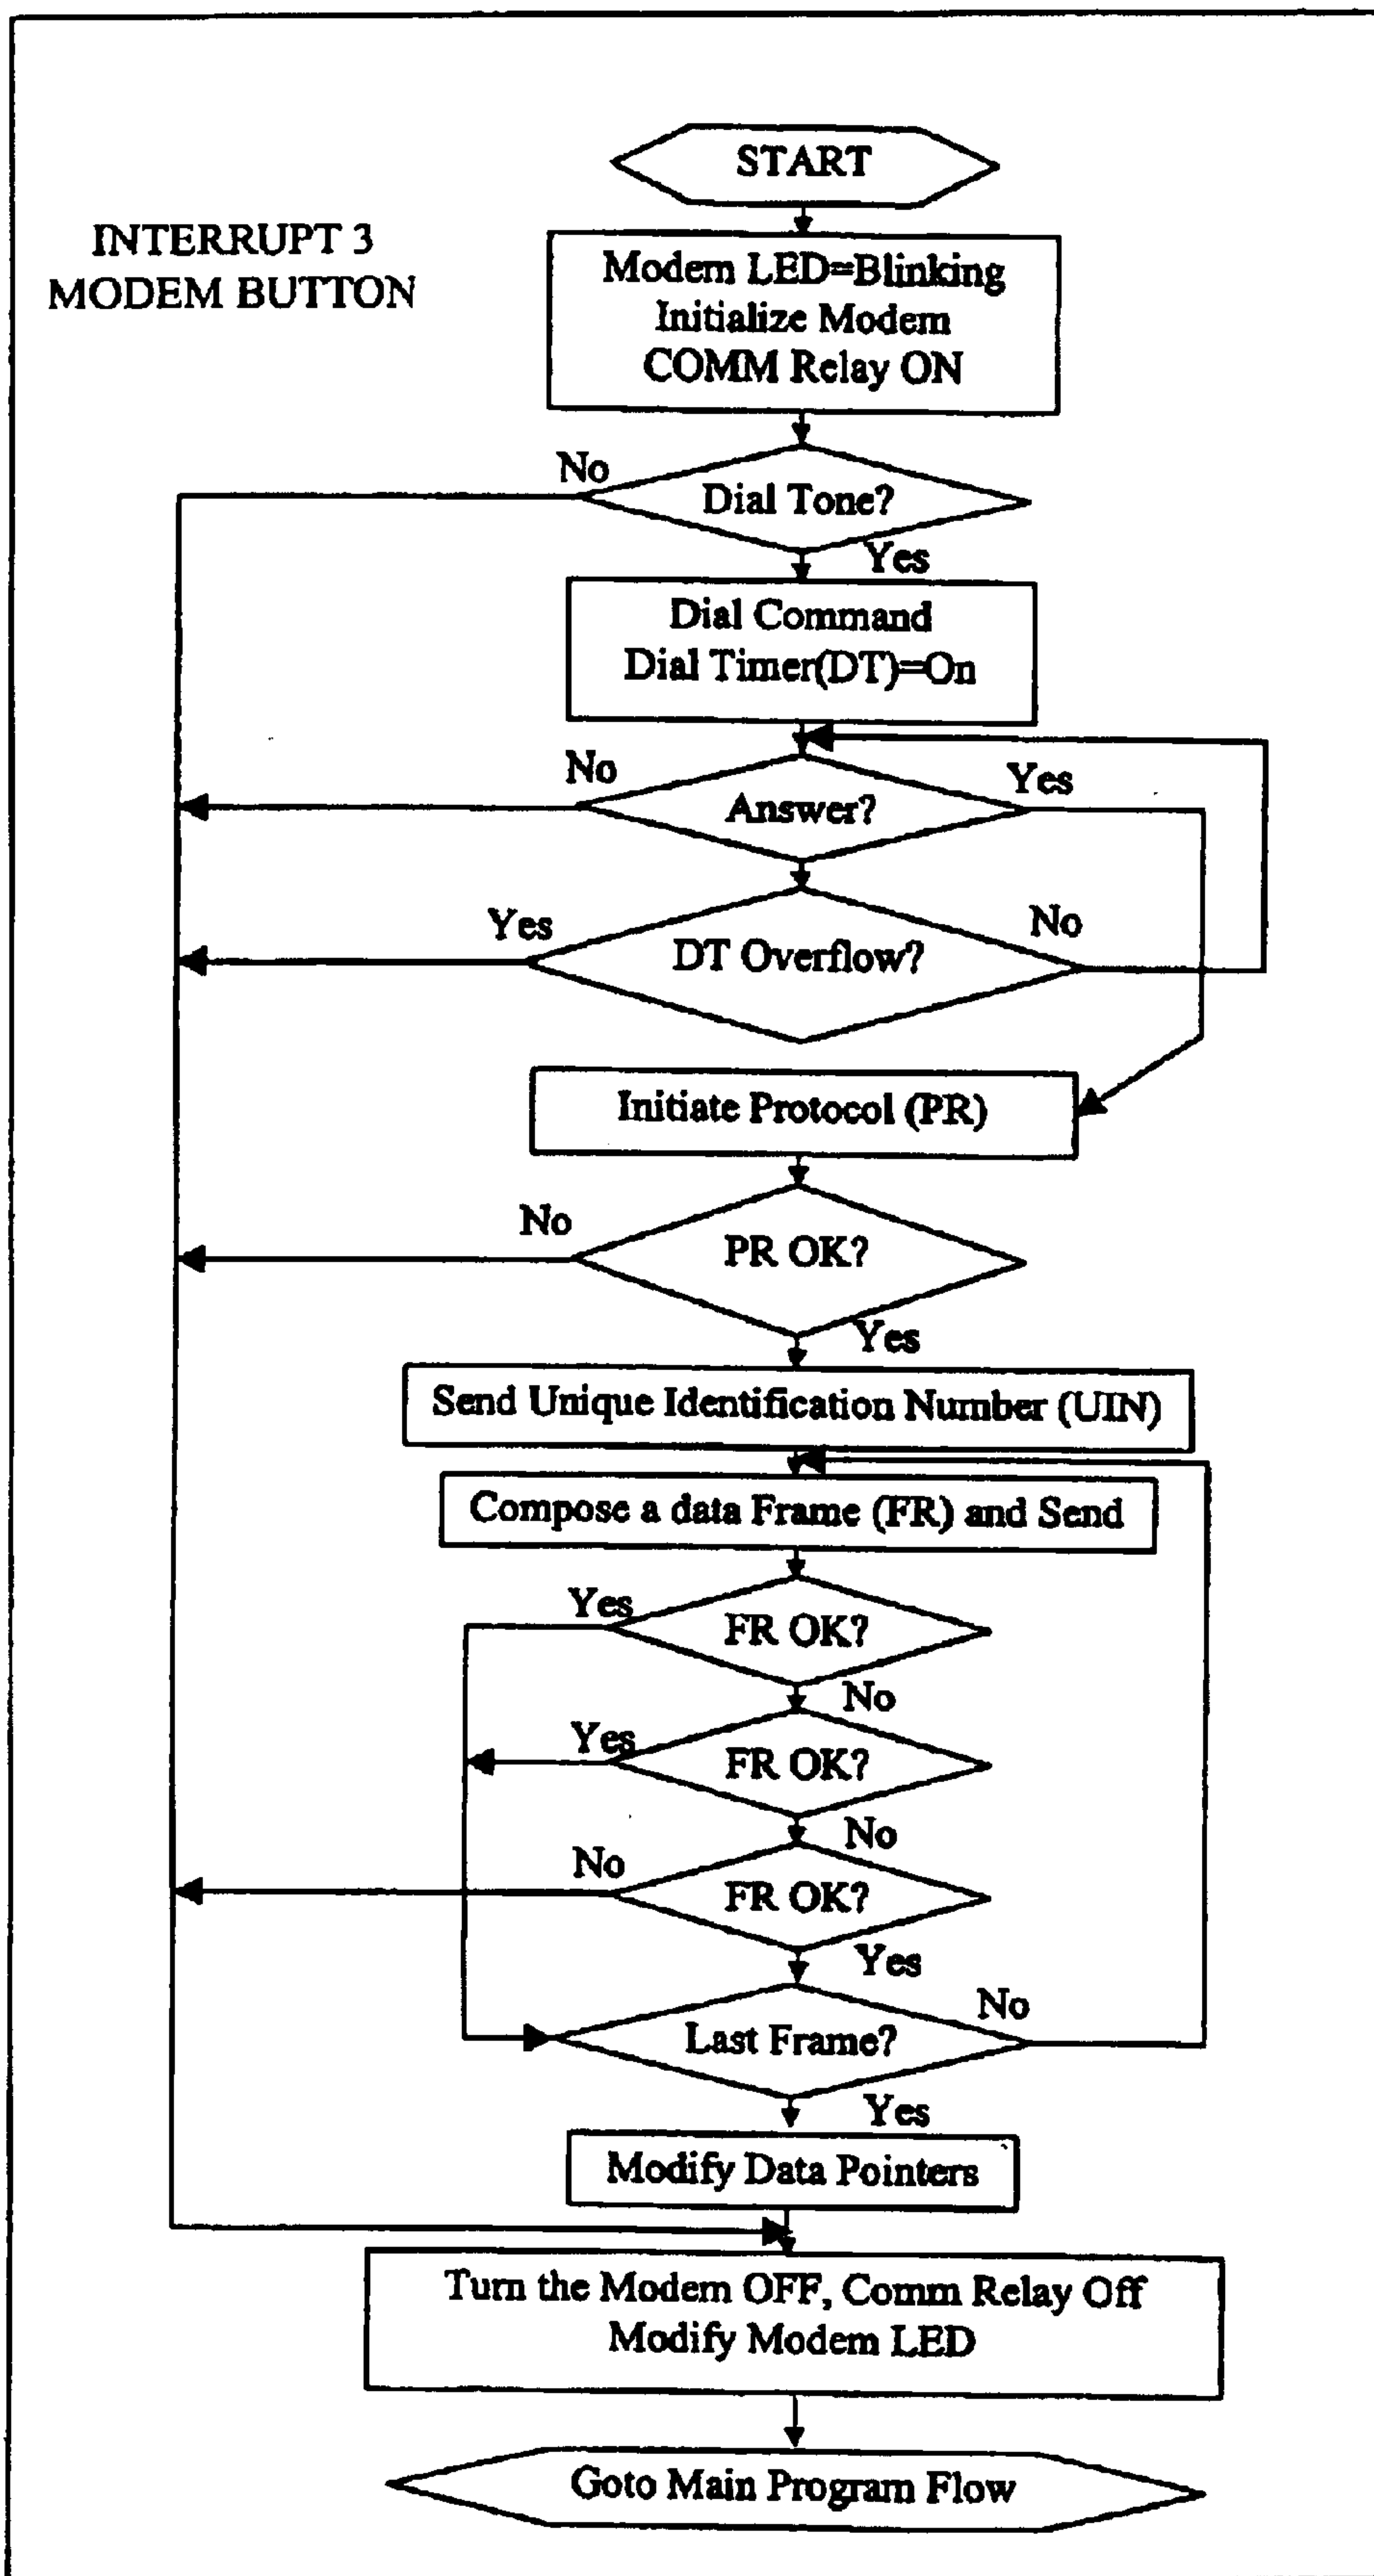 START
INTERRUPT 3
MODEM BUTTON
Modem LED=Blinking
Initialize Modem
COMM Relay ON
No
Dial Tone?
Yes
Dial Command
Dial Timer(DT)=On
No
Yes
Answer?
Yes
No
DT Overflow?
Initiate Protocol (PR)
No
PR OK?
Yes
Send Unique Identification Number (UIN)
Compose a data Frame (FR) and Send
Yes
FR OK?
No
Yes
FR OK?
No
No
FR OK?
Yes
No
Last Frame?
Yes
Modify Data Pointers
Turn the Modem OFF, Comm Relay Off
Modify Modem LED
Goto Main Program Flow